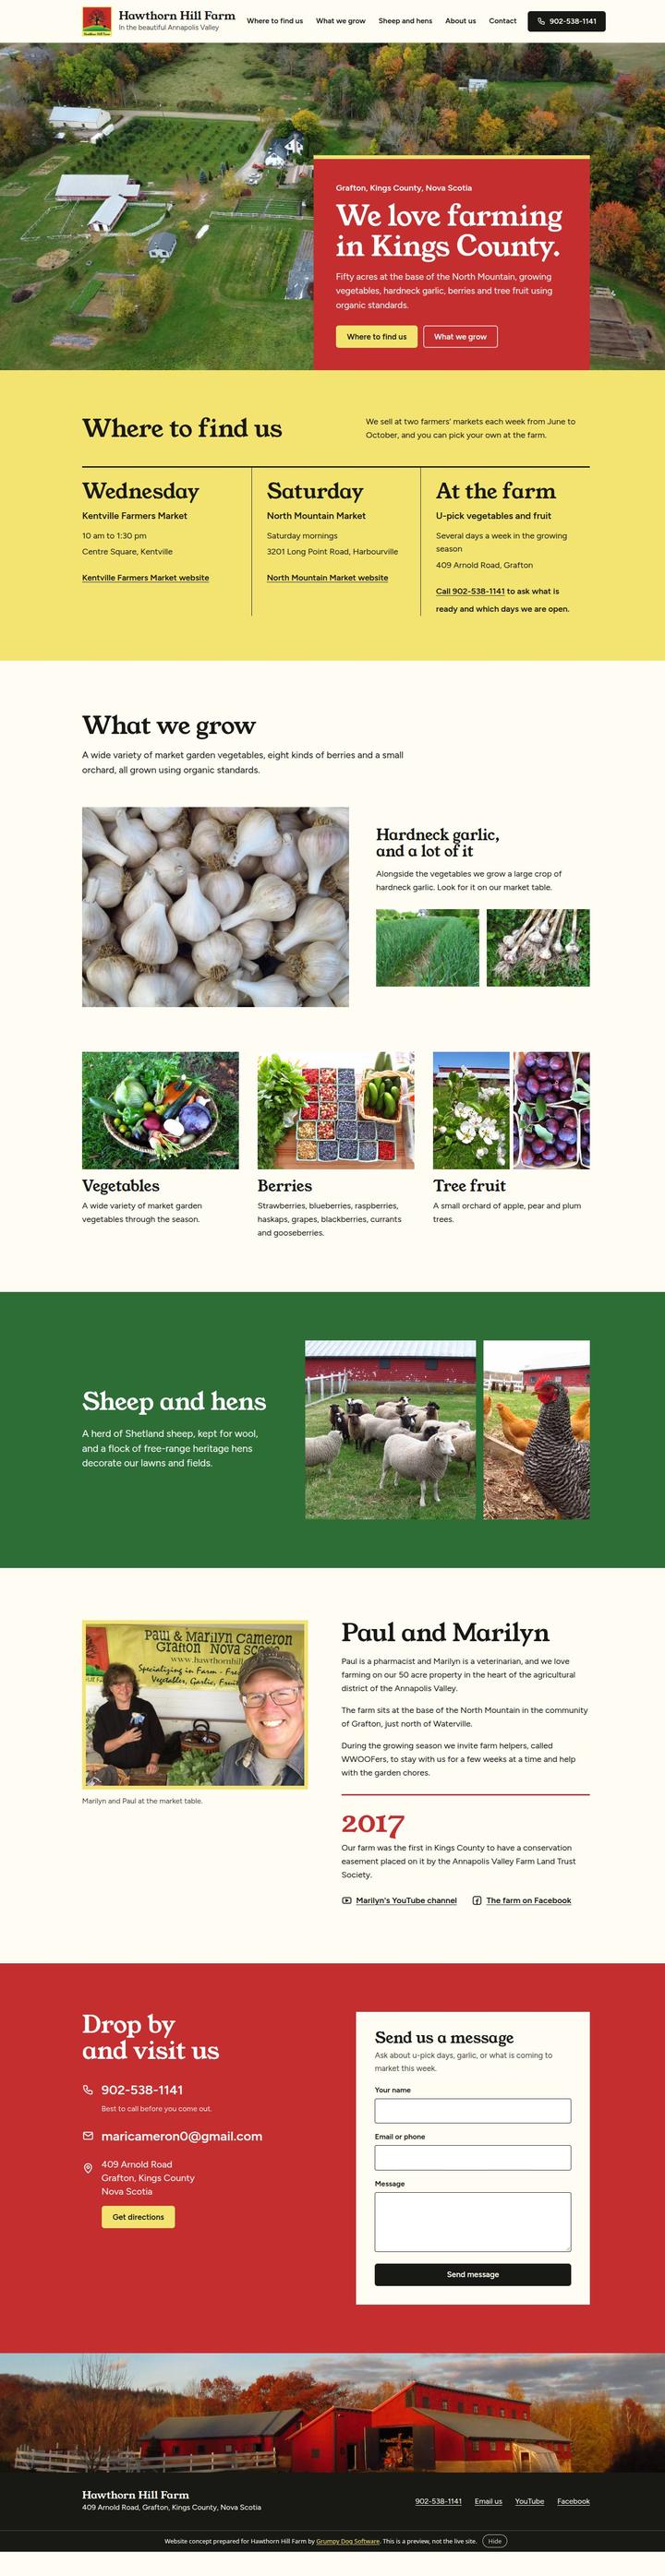 Hawthorn Hill Farm
In the beautiful Annapolis Valley
Where to find us
What we grow
Sheep and hens
About us
Contact
902-538-1141
Grafton, Kings County, Nova Scotia
We love farming
in Kings County.
Fifty acres at the base of the North Mountain, growing
vegetables, hardneck garlic, berries and tree fruit using
organic standards.
Where to find us
What we grow
Where to find us
We sell at two farmers' markets each week from June to
October, and you can pick your own at the farm.
Wednesday
Kentville Farmers Market
10 am to 1:30 pm
Centre Square, Kentville
Kentville Farmers Market website
Saturday
North Mountain Market
Saturday mornings
3201 Long Point Road, Harbourville
North Mountain Market website
At the farm
U-pick vegetables and fruit
Several days a week in the growing
season
409 Arnold Road, Grafton
Call 902-538-1141 to ask what is
ready and which days we are open.
What we grow
A wide variety of market garden vegetables, eight kinds of berries and a small
orchard, all grown using organic standards.
Hardneck garlic,
and a lot of it
Alongside the vegetables we grow a large crop of
hardneck garlic. Look for it on our market table.
Vegetables
A wide variety of market garden
vegetables through the season.
Berries
Strawberries, blueberries, raspberries,
haskaps, grapes, blackberries, currants
and gooseberries.
Tree fruit
A small orchard of apple, pear and plum
trees.
Sheep and hens
A herd of Shetland sheep, kept for wool,
and a flock of free-range heritage hens
decorate our lawns and fields.
Paul & Marilyn Cameron
Grafton Nova
www.hawthornhill
Specializing in Farm - Fre
Vegetables, Garlic, Frui
Marilyn and Paul at the market table.
Paul and Marilyn
Paul is a pharmacist and Marilyn is a veterinarian, and we love
farming on our 50 acre property in the heart of the agricultural
district of the Annapolis Valley.
The farm sits at the base of the North Mountain in the community
of Grafton, just north of Waterville.
During the growing season we invite farm helpers, called
WWOOFers, to stay with us for a few weeks at a time and help
with the garden chores.
2017
Our farm was the first in Kings County to have a conservation
easement placed on it by the Annapolis Valley Farm Land Trust
Society.
Marilyn's YouTube channel
The farm on Facebook
Drop by
and visit us
902-538-1141
Best to call before you come out.
maricameron0@gmail.com
409 Arnold Road
Grafton, Kings County
Nova Scotia
Get directions
Send us a message
Ask about u-pick days, garlic, or what is coming to
market this week.
Your name
Email or phone
Message
Send message
Hawthorn Hill Farm
409 Arnold Road, Grafton, Kings County, Nova Scotia
902-538-1141
Email us
YouTube
Facebook
Website concept prepared for Hawthorn Hill Farm by Grumpy Dog Software. This is a preview, not the live site.
Hide